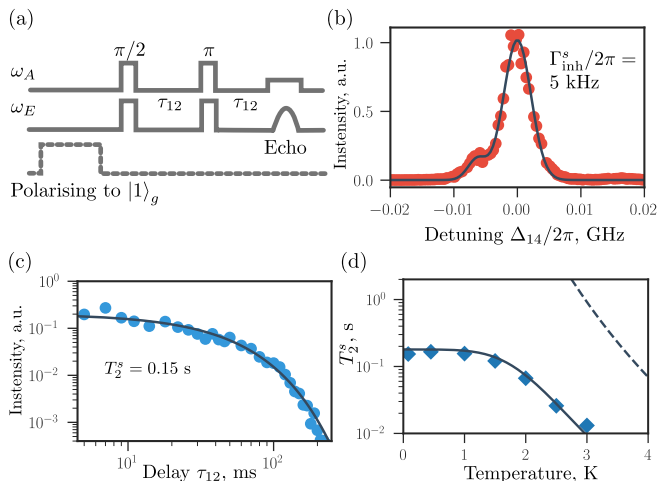 (a)
π/2
π
ω_A
ω_E
τ_12
τ_12
Echo
Polarising to |1⟩_g
(b)
Γ^s_inh/2π =
5 kHz
Instensity, a.u.
1.0
0.5
0.0
−0.02
−0.01
0.00
0.01
0.02
Detuning Δ_14/2π, GHz
(c)
T^s_2 = 0.15 s
Instensity, a.u.
10^0
10^−1
10^−2
10^−3
10^1
10^2
Delay τ_12, ms
(d)
T^s_2, s
10^0
10^−1
10^−2
0
1
2
3
4
Temperature, K